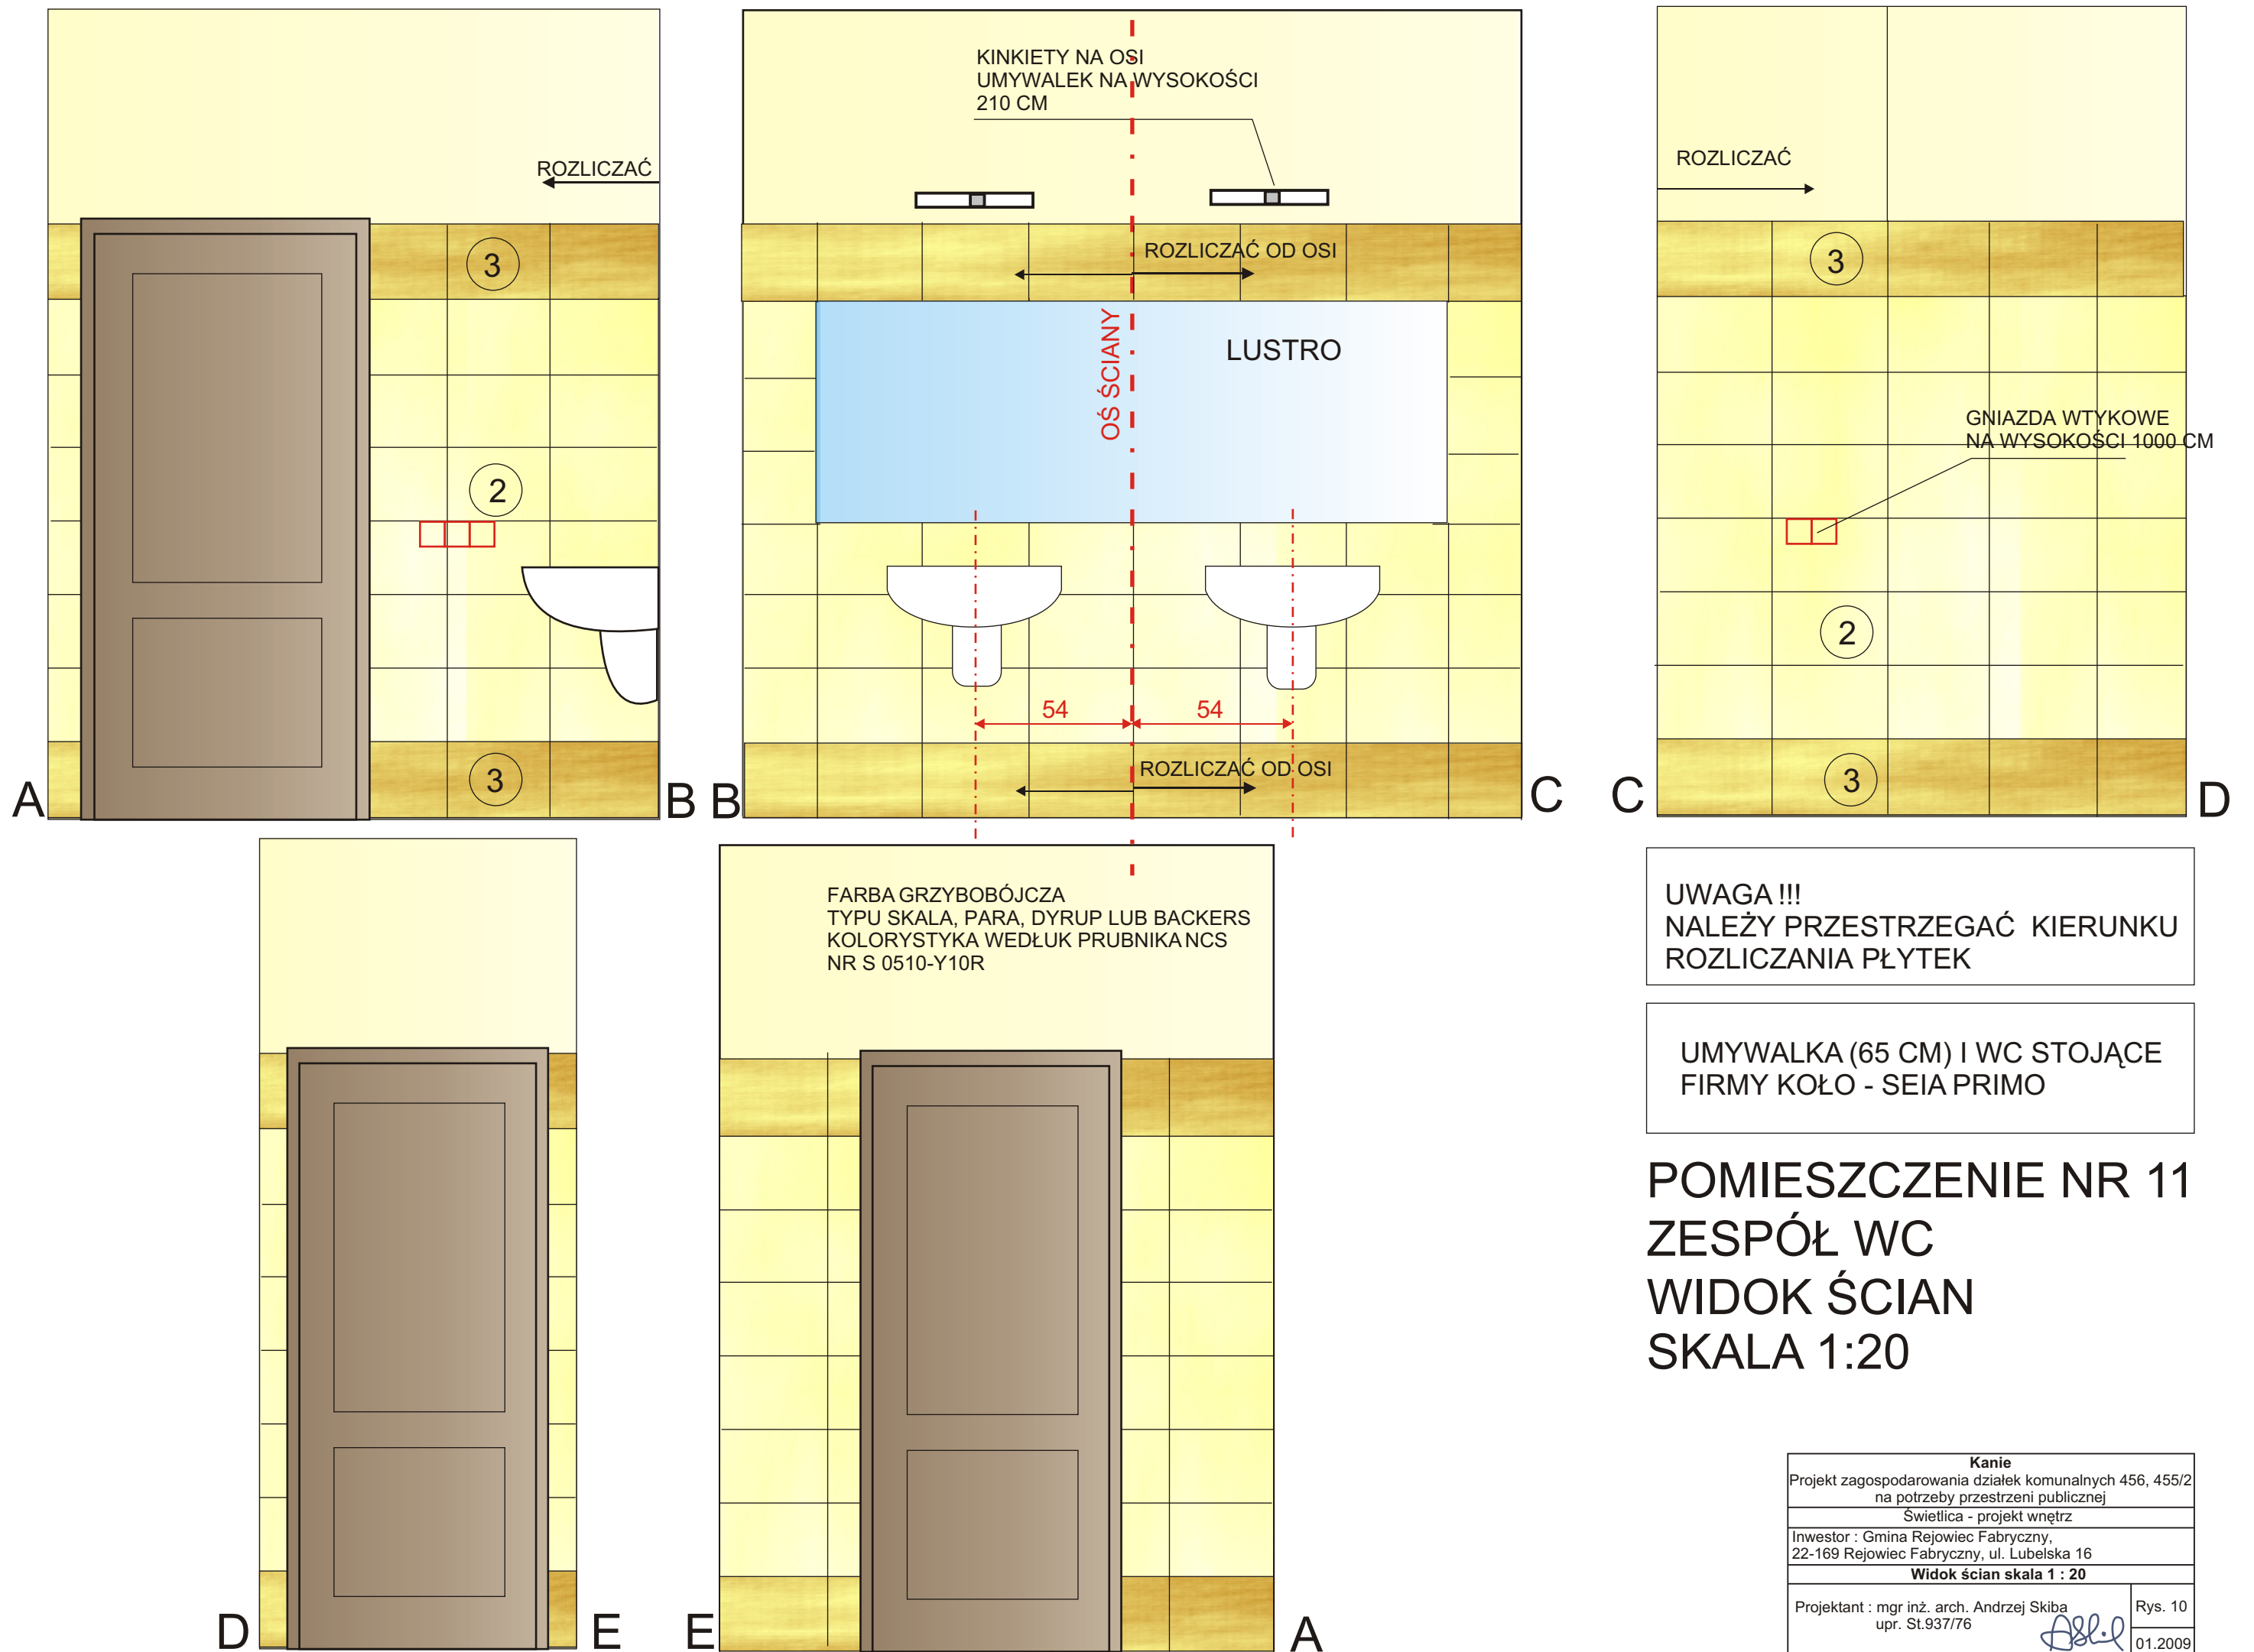 KINKIETY NA OSI
UMYWALEK NA WYSOKOŚCI
210 CM
ROZLICZAĆ
3
2
3
A
B
ROZLICZAĆ OD OSI
OŚ ŚCIANY
LUSTRO
54
54
ROZLICZAĆ OD OSI
B
C
ROZLICZAĆ
3
GNIAZDA WTYKOWE
NA WYSOKOŚCI 1000 CM
2
3
C
D
D
E
FARBA GRZYBOBÓJCZA
TYPU SKALA, PARA, DYRUP LUB BACKERS
KOLORYSTYKA WEDŁUK PRUBNIKA NCS
NR S 0510-Y10R
E
A
UWAGA !!!
NALEŻY PRZESTRZEGAĆ KIERUNKU
ROZLICZANIA PŁYTEK
UMYWALKA (65 CM) I WC STOJĄCE
FIRMY KOŁO - SEIA PRIMO
POMIESZCZENIE NR 11
ZESPÓŁ WC
WIDOK ŚCIAN
SKALA 1:20
Kanie
Projekt zagospodarowania działek komunalnych 456, 455/2
na potrzeby przestrzeni publicznej
Świetlica - projekt wnętrz
Inwestor : Gmina Rejowiec Fabryczny,
22-169 Rejowiec Fabryczny, ul. Lubelska 16
Widok ścian skala 1 : 20
Projektant : mgr inż. arch. Andrzej Skiba
upr. St.937/76
Rys. 10
01.2009